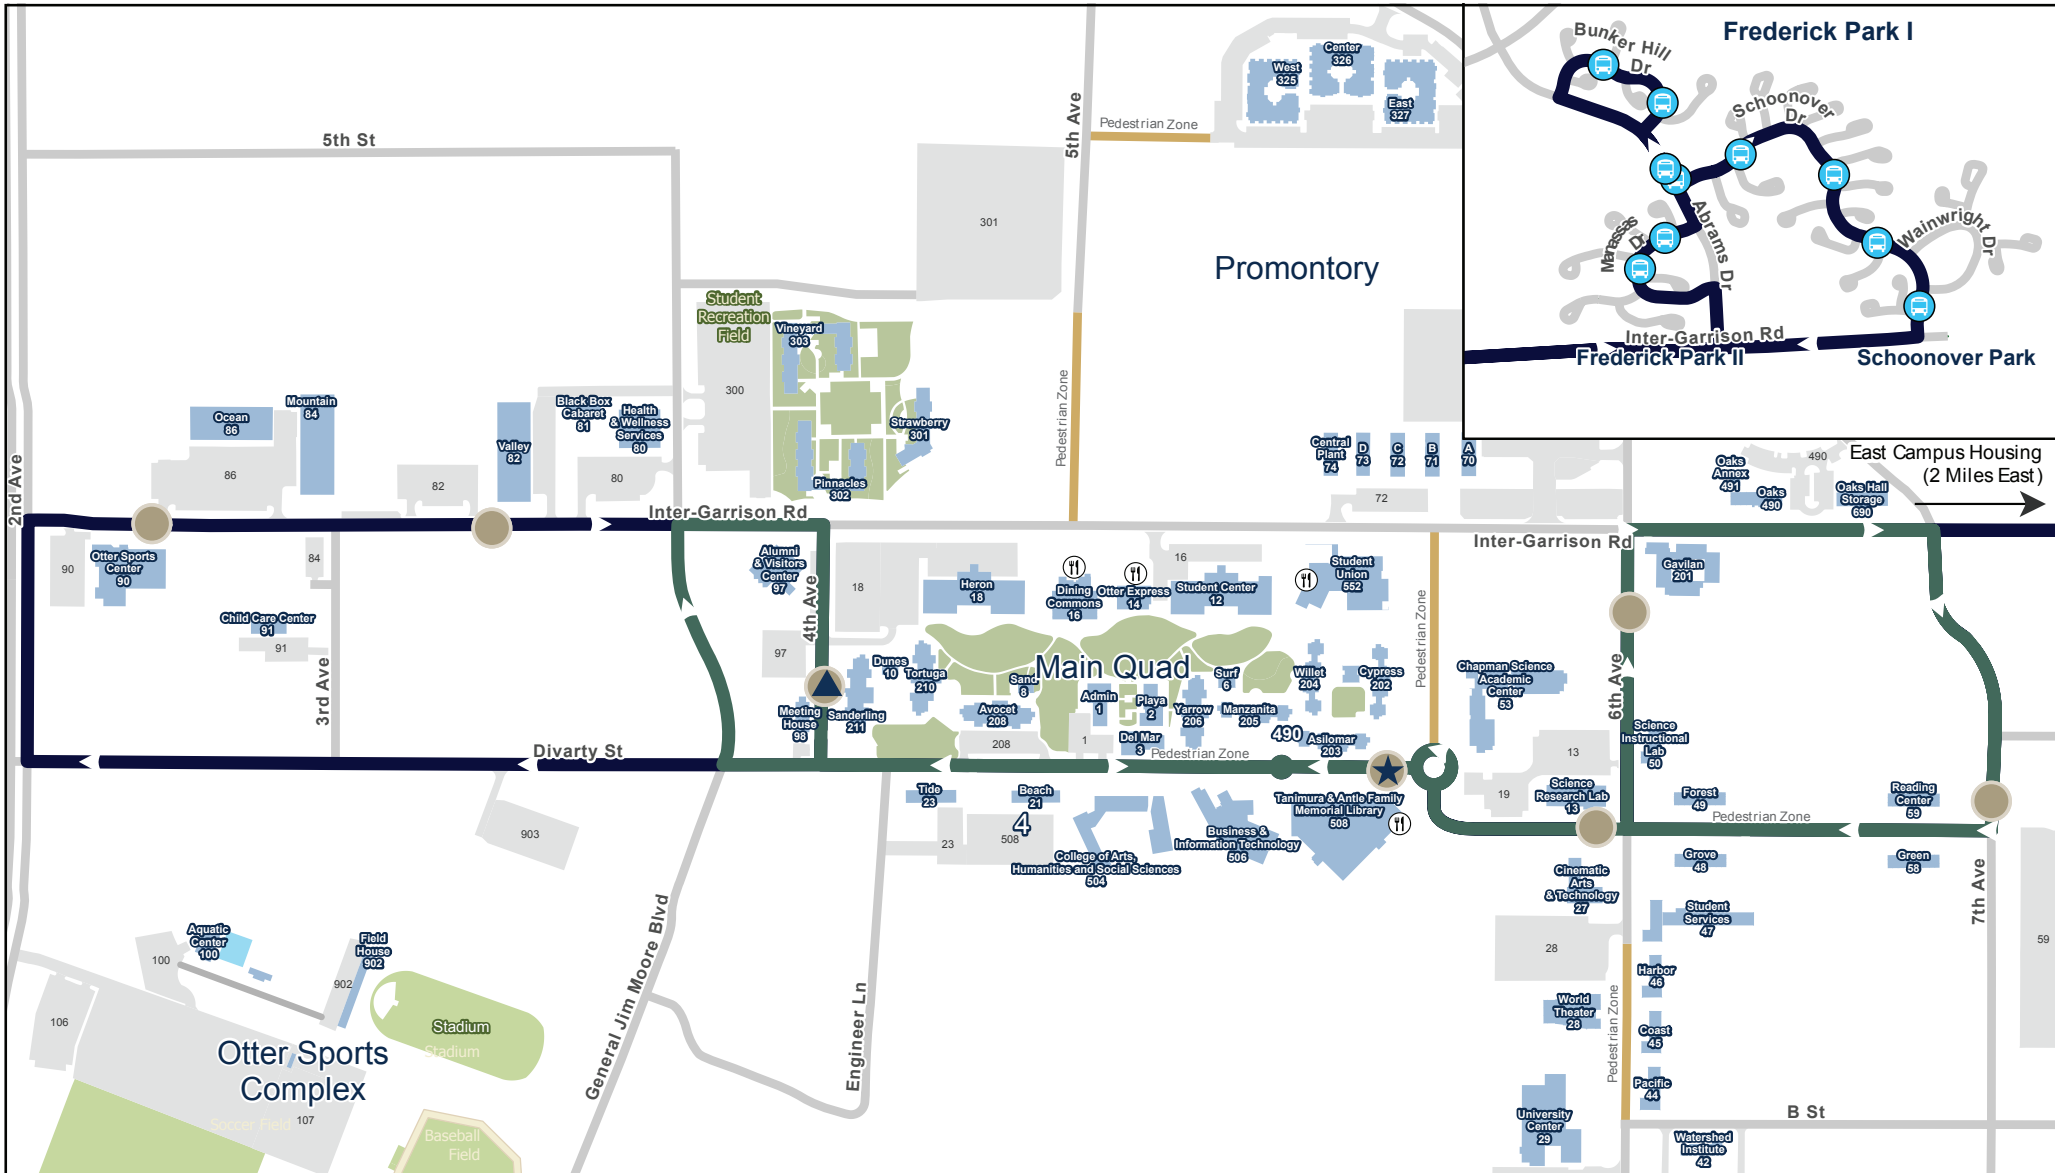 Frederick Park I
Bunker Hill
Dr
Schoonover
Dr
Wainwright Dr
Abrams Dr
Manassas
Dr
Inter-Garrison Rd
Frederick Park II
Schoonover Park
East Campus Housing
(2 Miles East)
5th St
5th Ave
Pedestrian Zone
West
325
Center
326
East
327
301
Promontory
Student
Recreation
Field
300
Vineyard
303
Strawberry
301
Pinnacles
302
Pedestrian Zone
Central
Plant
74
D
73
C
72
B
71
A
70
72
Oaks
Annex
491
Oaks
490
490
Oaks Hall
Storage
690
2nd Ave
Ocean
86
Mountain
84
86
82
Valley
82
Black Box
Cabaret
81
Health
& Wellness
Services
80
80
Inter-Garrison Rd
Inter-Garrison Rd
90
Otter Sports
Center
90
84
Child Care Center
91
91
3rd Ave
Alumni
& Visitors
Center
97
97
4th Ave
18
Heron
18
Dining
Commons
16
Otter Express
14
16
Student Center
12
Student
Union
552
Pedestrian Zone
Gavilan
201
6th Ave
Main Quad
Dunes
10
Tortuga
210
Sand
8
Admin
1
Playa
2
Surf
6
Willet
204
Cypress
202
Meeting
House
98
Sanderling
211
Avocet
208
208
1
Del Mar
3
Yarrow
206
Manzanita
205
490
Asilomar
203
Chapman Science
Academic
Center
53
Science
Instructional
Lab
50
13
19
Science
Research Lab
13
Divarty St
Pedestrian Zone
Tide
23
23
Beach
21
4
508
College of Arts,
Humanities and Social Sciences
504
Business &
Information Technology
506
Tanimura & Antle Family
Memorial Library
508
Forest
49
Reading
Center
59
Pedestrian Zone
Grove
48
Green
58
7th Ave
59
Cinematic
Arts
& Technology
27
Student
Services
47
28
Harbor
46
World
Theater
28
Coast
45
Pacific
44
Pedestrian Zone
University
Center
29
B St
Watershed
Institute
42
903
General Jim Moore Blvd
Engineer Ln
Aquatic
Center
100
100
Field
House
902
902
106
Stadium
Stadium
Otter Sports
Complex
Soccer Field
107
Baseball
Field